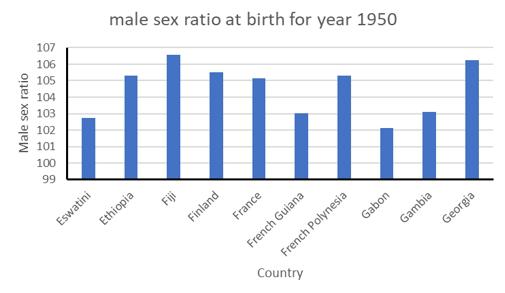 male sex ratio at birth for year 1950
Male sex ratio
107
106
105
104
103
102
101
100
99
Eswatini
Ethiopia
Fiji
Finland
France
French Guiana
French Polynesia
Gabon
Gambia
Georgia
Country